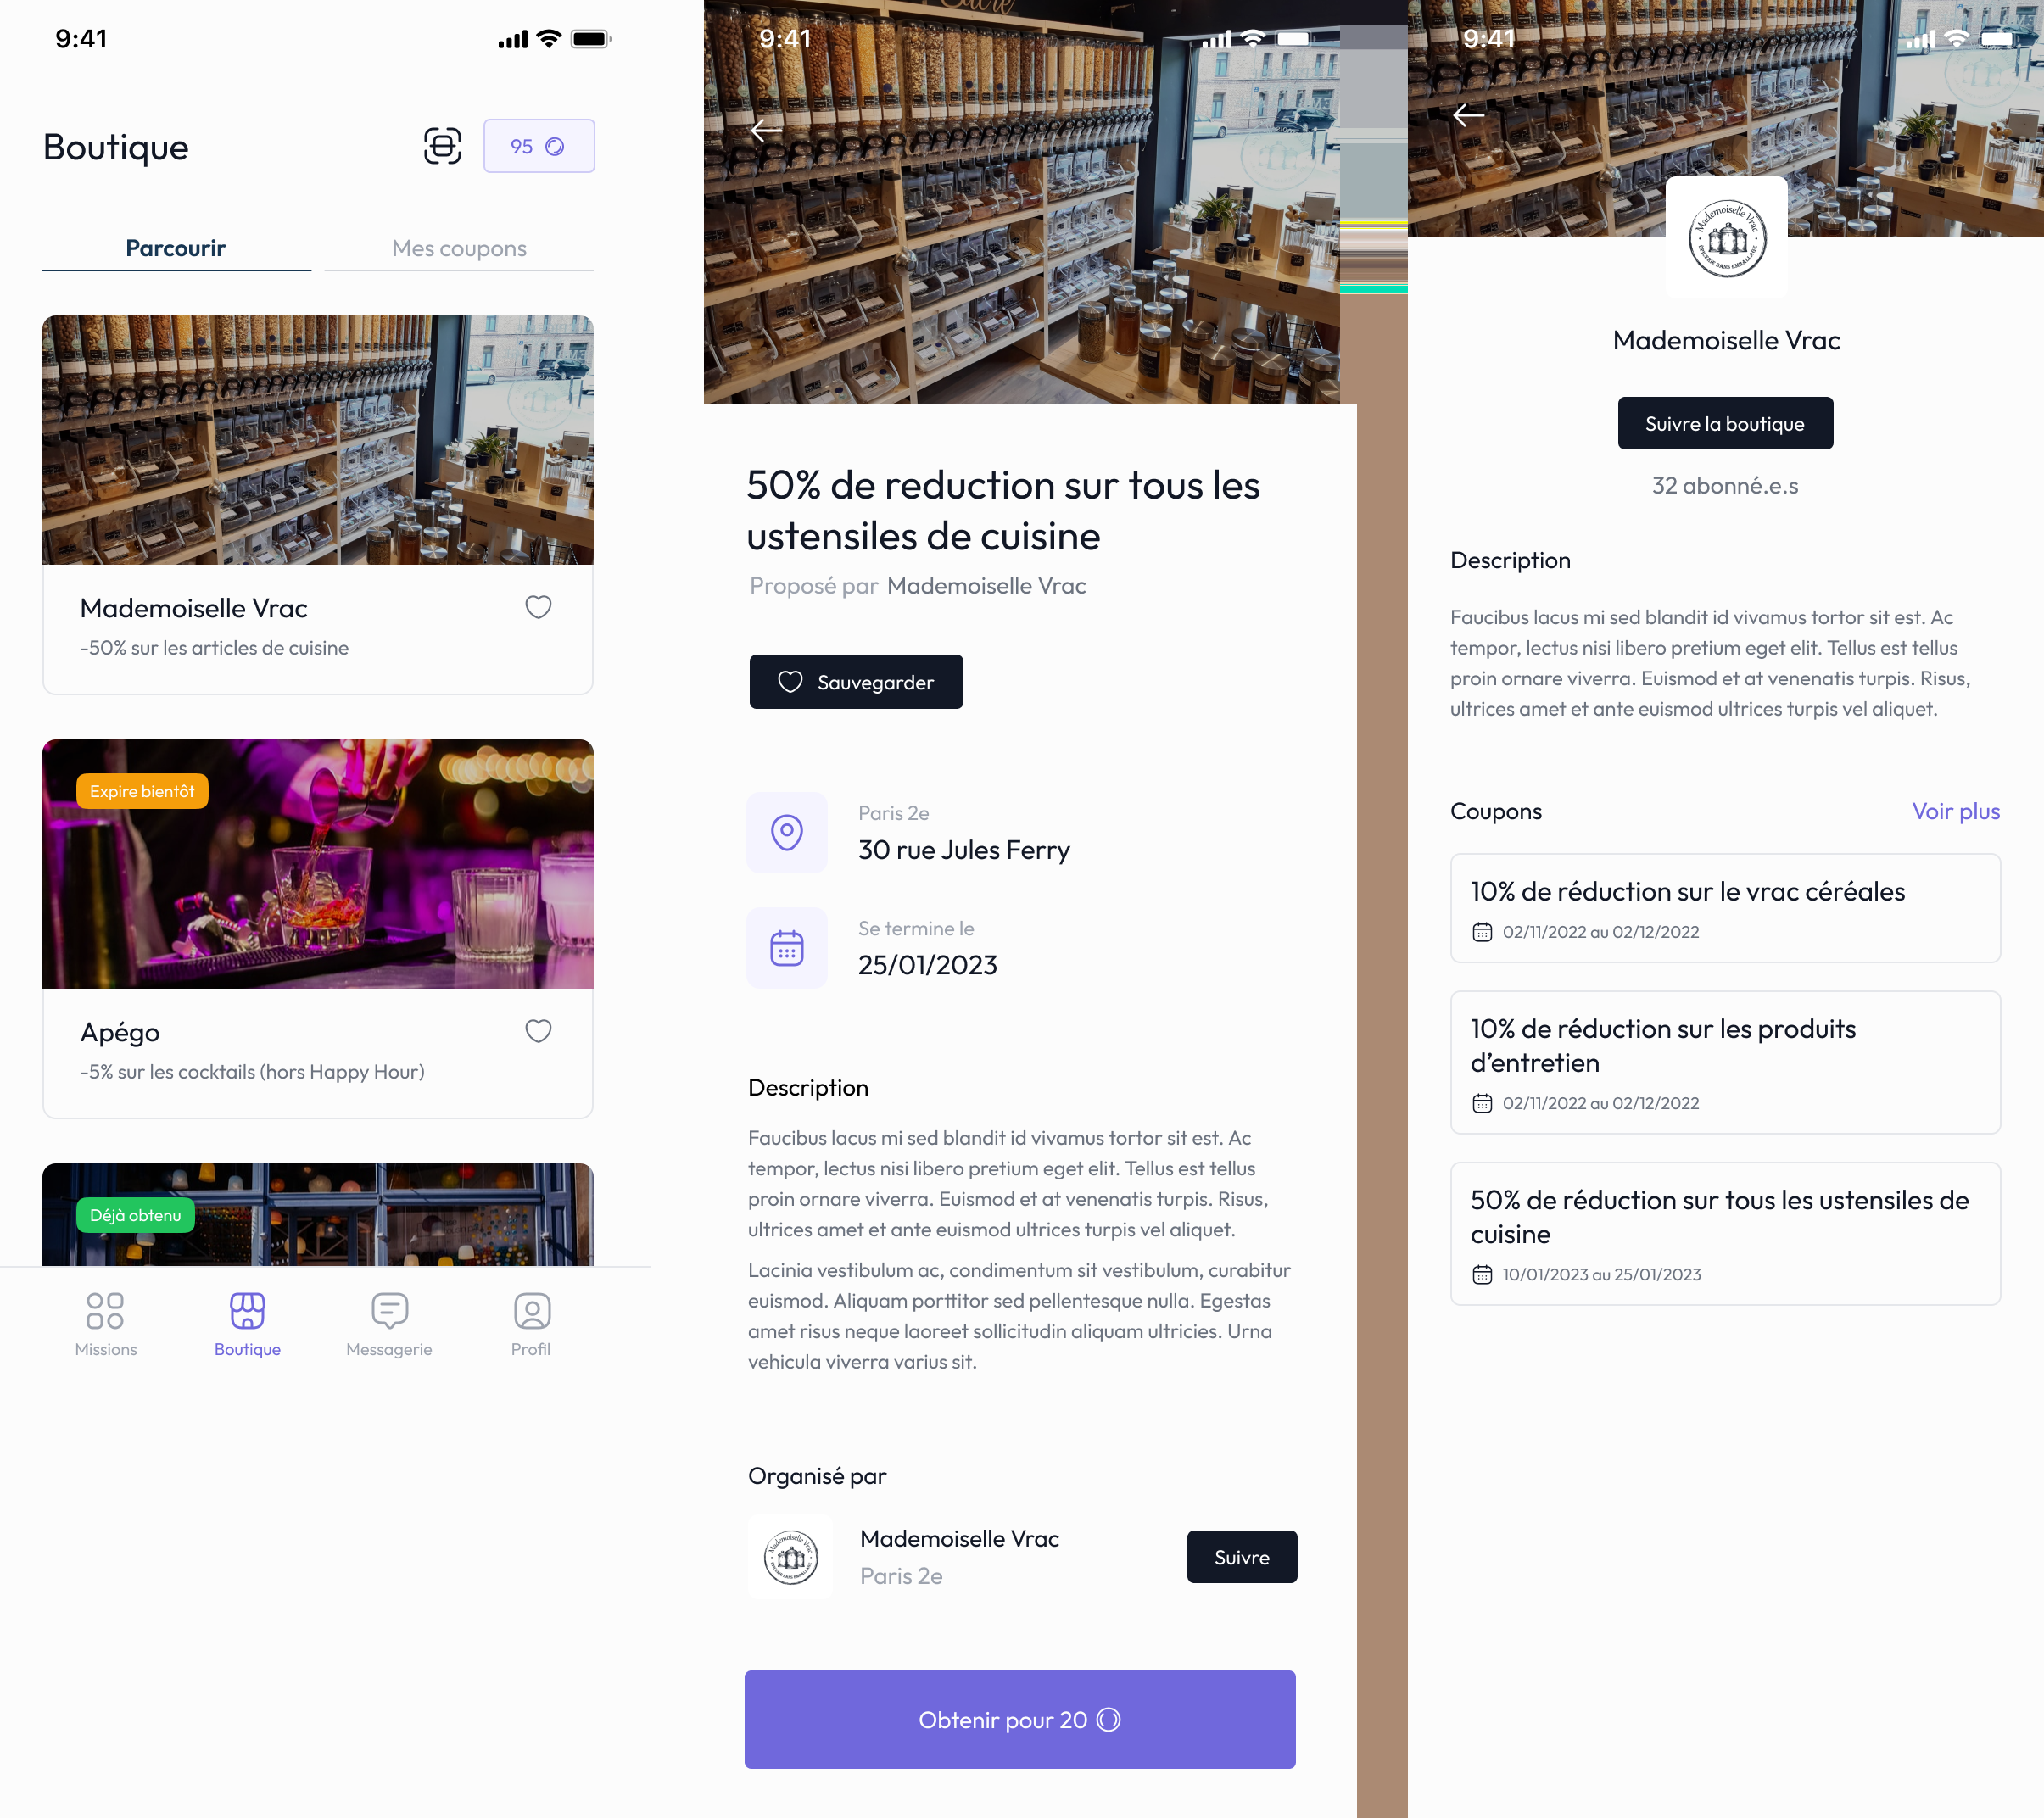 9:41
Boutique
95
Parcourir
Mes coupons
Mademoiselle Vrac
-50% sur les articles de cuisine
Expire bientôt
Apégo
-5% sur les cocktails (hors Happy Hour)
Déjà obtenu
Missions
Boutique
Messagerie
Profil
9:41
50% de reduction sur tous les
ustensiles de cuisine
Proposé par Mademoiselle Vrac
Sauvegarder
Paris 2e
30 rue Jules Ferry
Se termine le
25/01/2023
Description
Faucibus lacus mi sed blandit id vivamus tortor sit est. Ac
tempor, lectus nisi libero pretium eget elit. Tellus est tellus
proin ornare viverra. Euismod et at venenatis turpis. Risus,
ultrices amet et ante euismod ultrices turpis vel aliquet.
Lacinia vestibulum ac, condimentum sit vestibulum, curabitur
euismod. Aliquam porttitor sed pellentesque nulla. Egestas
amet risus neque laoreet sollicitudin aliquam ultricies. Urna
vehicula viverra varius sit.
Organisé par
Mademoiselle Vrac
EPICERIE SANS EMBALLAGE
Mademoiselle Vrac
Paris 2e
Suivre
Obtenir pour 20
9:41
Mademoiselle Vrac
EPICERIE SANS EMBALLAGE
Mademoiselle Vrac
Suivre la boutique
32 abonné.e.s
Description
Faucibus lacus mi sed blandit id vivamus tortor sit est. Ac
tempor, lectus nisi libero pretium eget elit. Tellus est tellus
proin ornare viverra. Euismod et at venenatis turpis. Risus,
ultrices amet et ante euismod ultrices turpis vel aliquet.
Coupons
Voir plus
10% de réduction sur le vrac céréales
02/11/2022 au 02/12/2022
10% de réduction sur les produits
d’entretien
02/11/2022 au 02/12/2022
50% de réduction sur tous les ustensiles de
cuisine
10/01/2023 au 25/01/2023